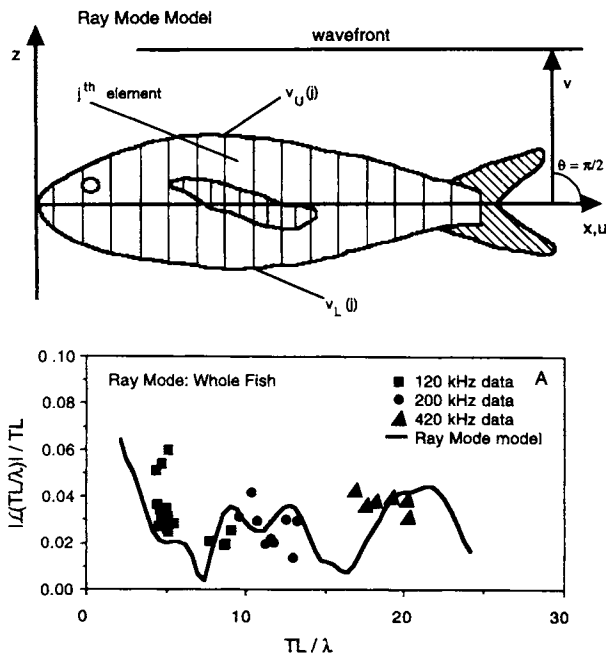 Ray Mode Model
wavefront
z
j th element
v U (j)
v
θ = π/2
x,u
v L (j)
0.10
Ray Mode: Whole Fish
A
120 kHz data
200 kHz data
420 kHz data
Ray Mode model
0.08
0.06
0.04
0.02
0.00
|ℒ(TL/λ)| / TL
0
10
20
30
TL / λ